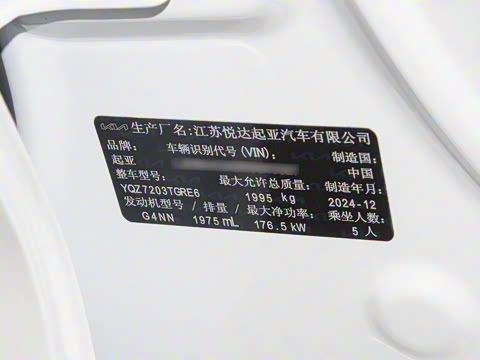 KIA 生产厂名:江苏悦达起亚汽车有限公司
品牌: 车辆识别代号(VIN): 制造国:
起亚 中国
整车型号: 最大允许总质量: 制造年月:
YQZ7203TGRE6 1995 kg 2024-12
发动机型号 / 排量 / 最大净功率: 乘坐人数:
G4NN 1975 mL 176.5 kW 5 人